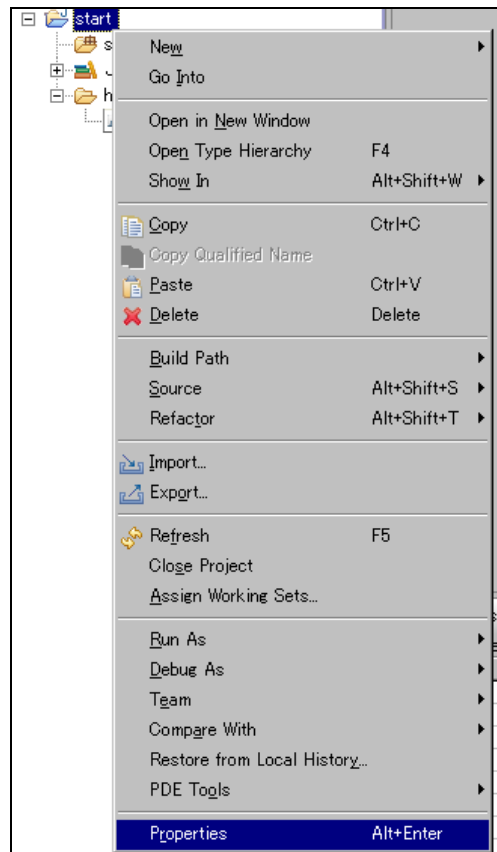 start
s
New
Go Into
h
Open in New Window
Open Type Hierarchy F4
Show In Alt+Shift+W
Copy Ctrl+C
Copy Qualified Name
Paste Ctrl+V
Delete Delete
Build Path
Source Alt+Shift+S
Refactor Alt+Shift+T
Import...
Export...
Refresh F5
Close Project
Assign Working Sets...
Run As
Debug As
Team
Compare With
Restore from Local History...
PDE Tools
Properties Alt+Enter